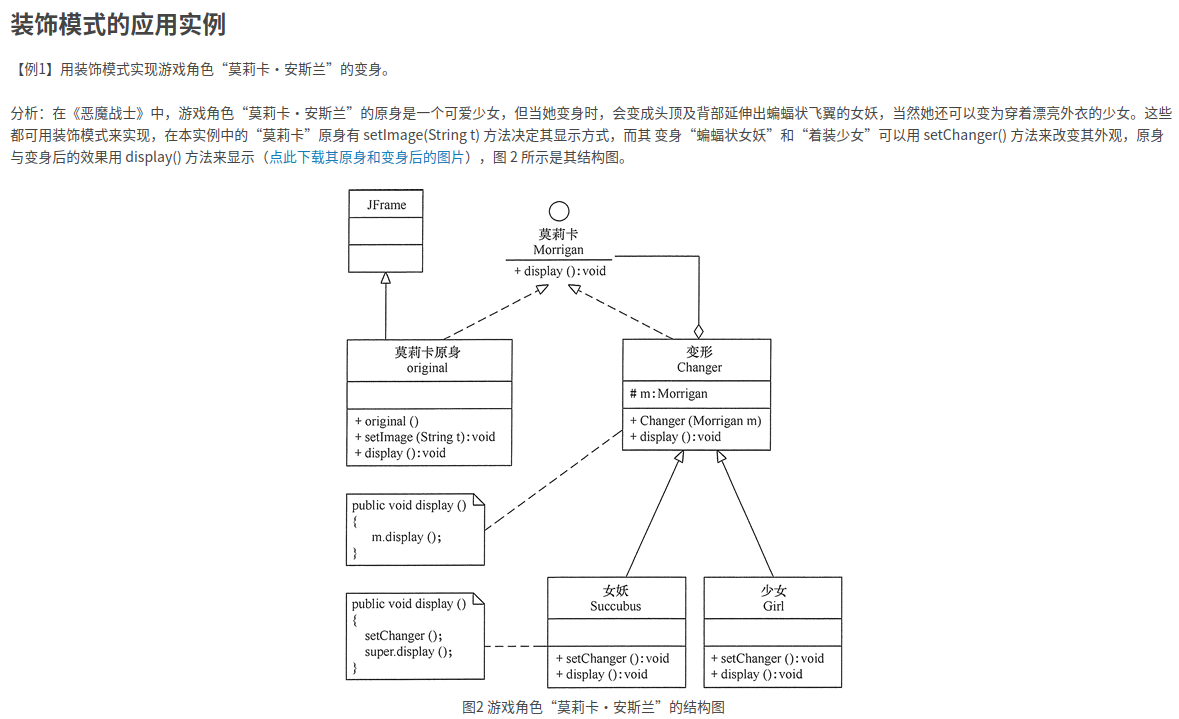 装饰模式的应用实例
【例1】用装饰模式实现游戏角色“莫莉卡·安斯兰”的变身。
分析：在《恶魔战士》中，游戏角色“莫莉卡·安斯兰”的原身是一个可爱少女，但当她变身时，会变成头顶及背部延伸出蝙蝠状飞翼的女妖，当然她还可以变为穿着漂亮外衣的少女。这些
都可用装饰模式来实现，在本实例中的“莫莉卡”原身有 setImage(String t) 方法决定其显示方式，而其 变身“蝙蝠状女妖”和“着装少女”可以用 setChanger() 方法来改变其外观，原身
与变身后的效果用 display() 方法来显示（点此下载其原身和变身后的图片），图 2 所示是其结构图。
JFrame
莫莉卡
Morrigan
+ display ():void
莫莉卡原身
original
+ original ()
+ setImage (String t):void
+ display ():void
变形
Changer
# m:Morrigan
+ Changer (Morrigan m)
+ display ():void
public void display ()
{
m.display ();
}
public void display ()
{
setChanger ();
super.display ();
}
女妖
Succubus
+ setChanger ():void
+ display ():void
少女
Girl
+ setChanger ():void
+ display ():void
图2 游戏角色“莫莉卡·安斯兰”的结构图